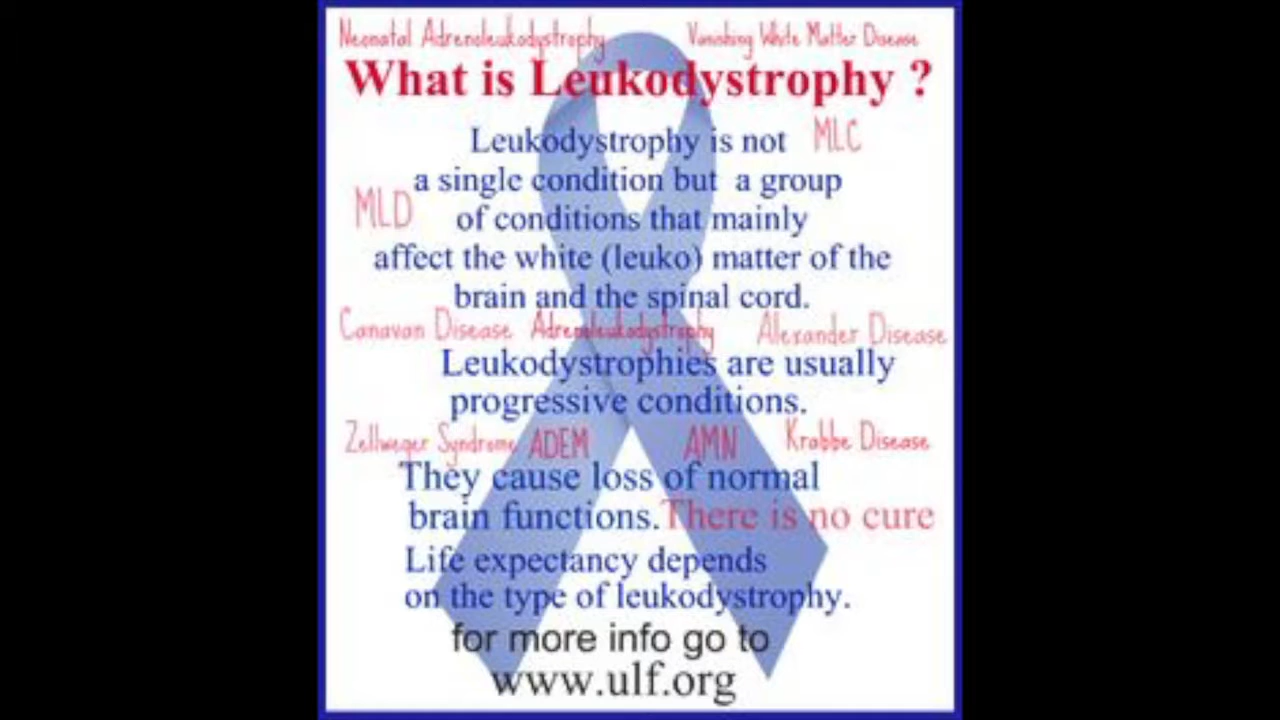 Neonatal Adrenoleukodystrophy Vanishing White Matter Disease
What is Leukodystrophy ?
Leukodystrophy is not MLC
a single condition but a group
MLD of conditions that mainly
affect the white (leuko) matter of the
brain and the spinal cord.
Canavan Disease Adrenoleukodystrophy Alexander Disease
Leukodystrophies are usually
progressive conditions.
Zellweger Syndrome ADEM AMN Krabbe Disease
They cause loss of normal
brain functions.There is no cure
Life expectancy depends
on the type of leukodystrophy.
for more info go to
www.ulf.org